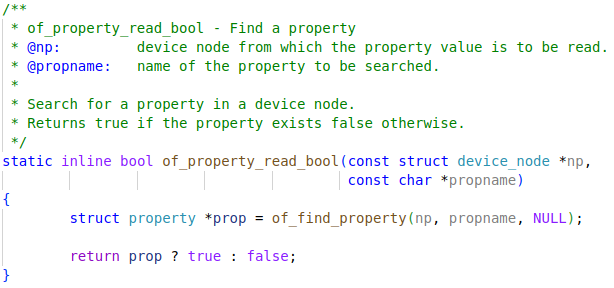 /**
 * of_property_read_bool - Find a property
 * @np:         device node from which the property value is to be read.
 * @propname:   name of the property to be searched.
 *
 * Search for a property in a device node.
 * Returns true if the property exists false otherwise.
 */
static inline bool of_property_read_bool(const struct device_node *np,
                                         const char *propname)
{
        struct property *prop = of_find_property(np, propname, NULL);

        return prop ? true : false;
}